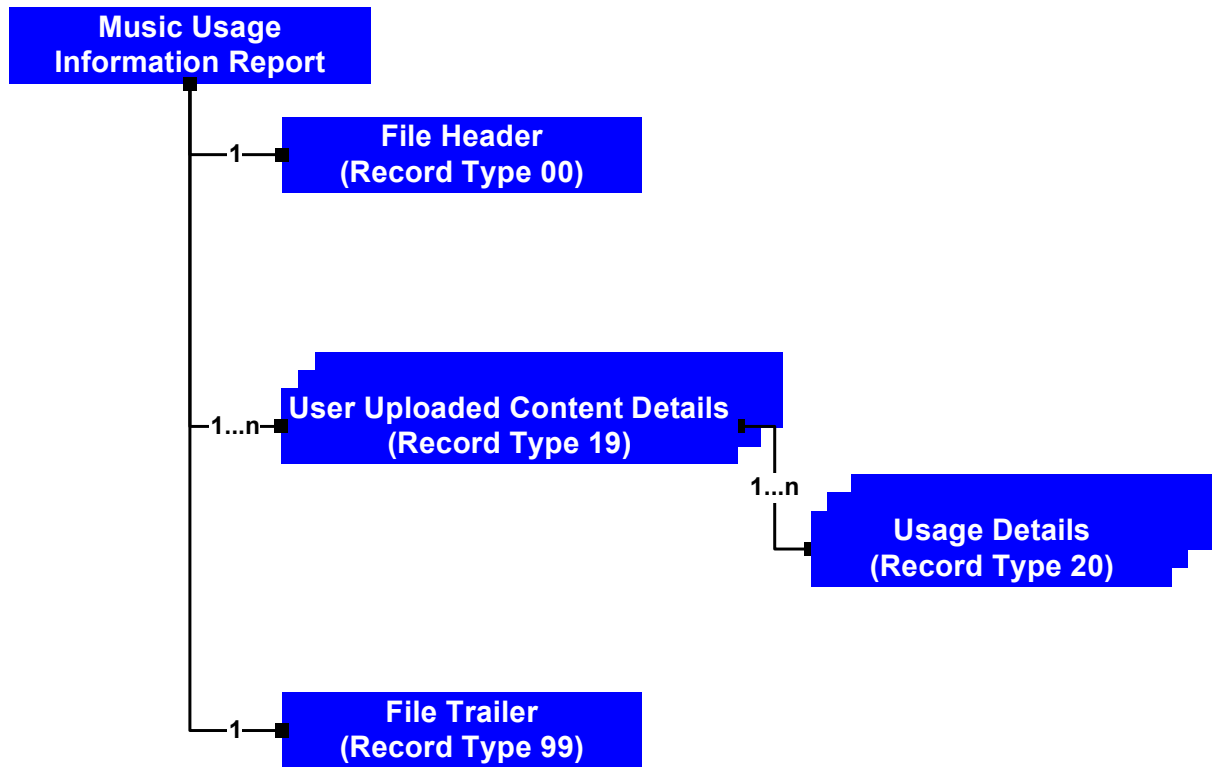 Music Usage
Information Report
File Header
(Record Type 00)
1
User Uploaded Content Details
(Record Type 19)
1...n
1...n
Usage Details
(Record Type 20)
File Trailer
(Record Type 99)
1